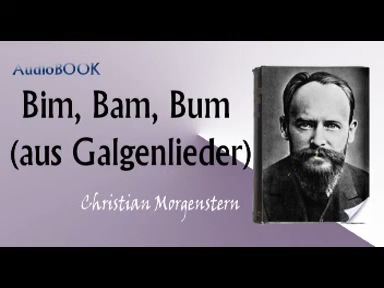 AudioBOOK
Bim, Bam, Bum
(aus Galgenlieder)
Christian Morgenstern